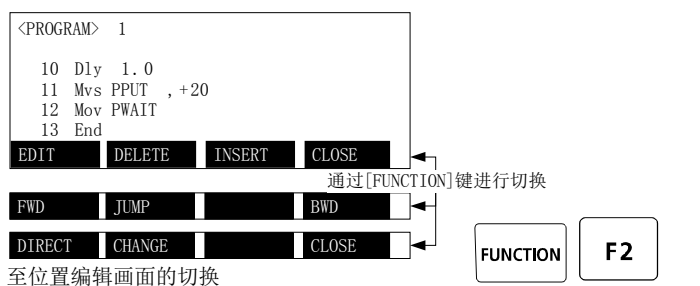 <PROGRAM> 1
10 Dly 1.0
11 Mvs PPUT ,+20
12 Mov PWAIT
13 End
EDIT DELETE INSERT CLOSE
通过[FUNCTION]键进行切换
FWD JUMP BWD
DIRECT CHANGE CLOSE
FUNCTION F2
至位置编辑画面的切换